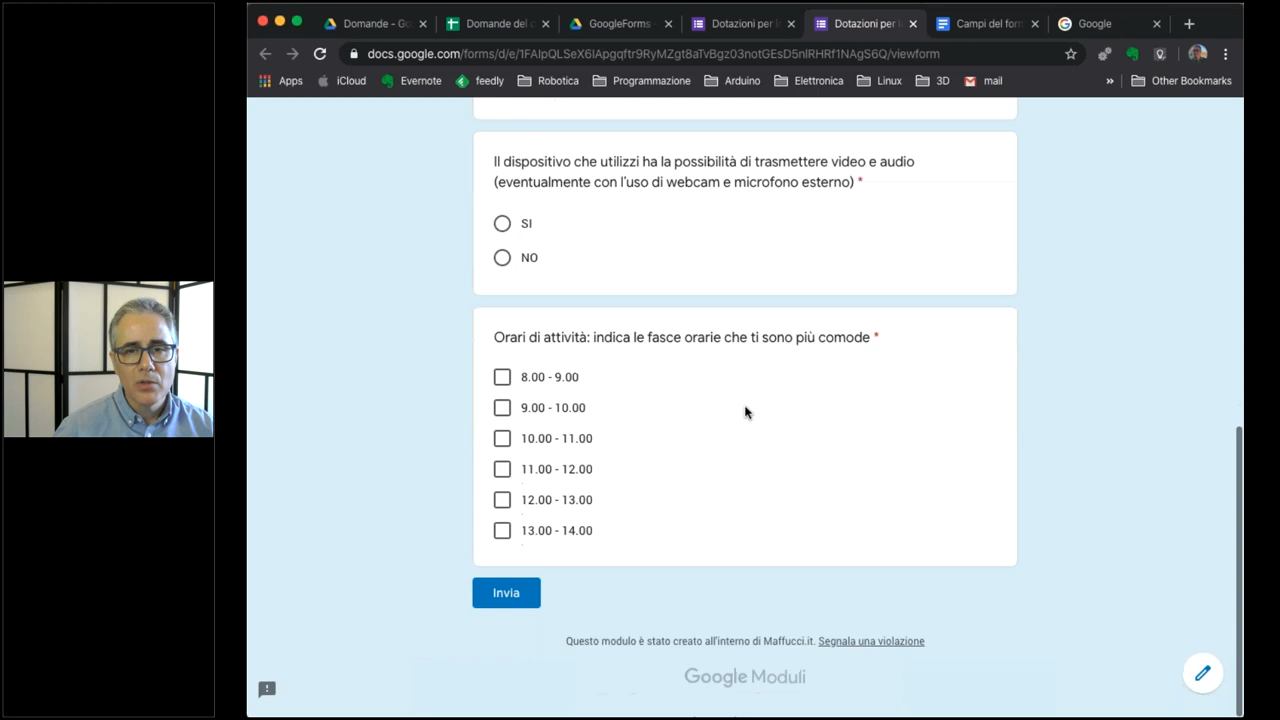 Domande - Go
Domande del c
GoogleForms
Dotazioni per l
Dotazioni per l
Campi del form
Google
docs.google.com/forms/d/e/
/viewform
Apps
iCloud
Evernote
feedly
Robotica
Programmazione
Arduino
Elettronica
Linux
3D
mail
»
Other Bookmarks
Il dispositivo che utilizzi ha la possibilità di trasmettere video e audio
(eventualmente con l'uso di webcam e microfono esterno) *
SI
NO
Orari di attività: indica le fasce orarie che ti sono più comode *
8.00 - 9.00
9.00 - 10.00
10.00 - 11.00
11.00 - 12.00
12.00 - 13.00
13.00 - 14.00
Invia
Questo modulo è stato creato all'interno di Maffucci.it. Segnala una violazione
Google Moduli